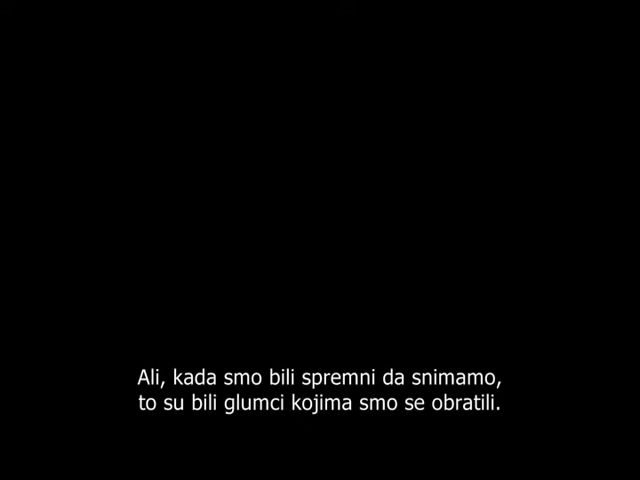 Ali, kada smo bili spremni da snimamo,
to su bili glumci kojima smo se obratili.